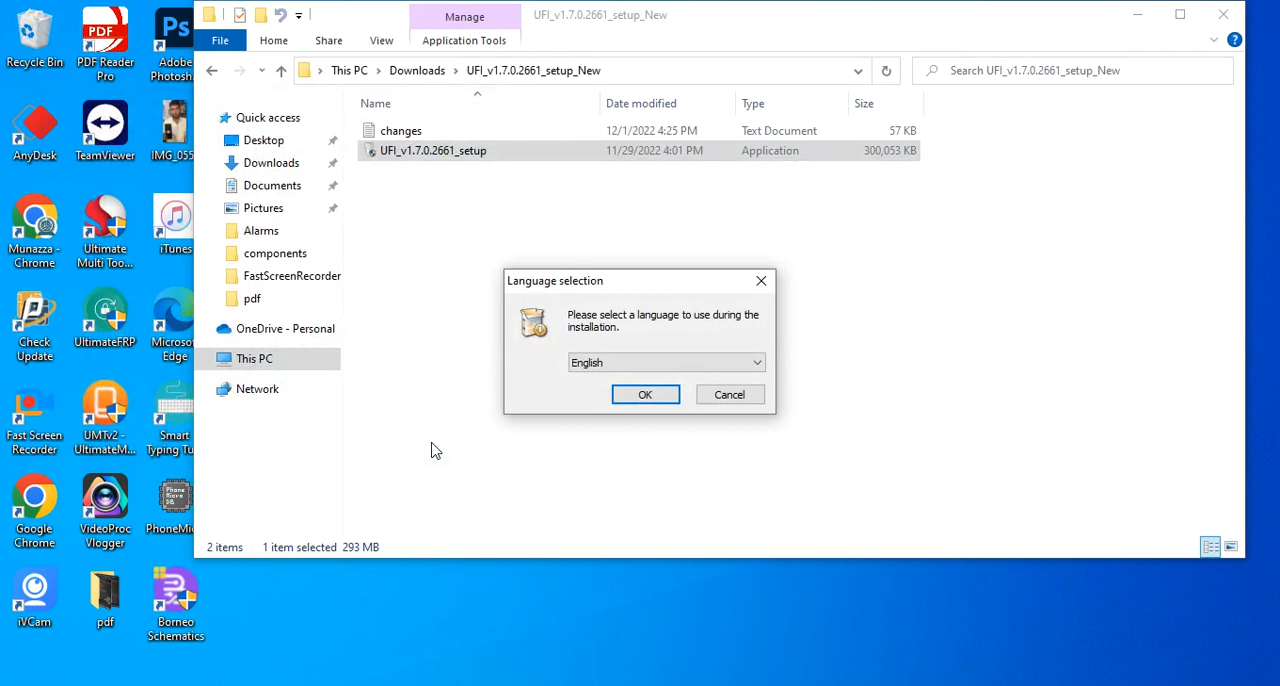 Manage
UFI_v1.7.0.2661_setup_New
File
Home
Share
View
Application Tools
This PC
Downloads
UFI_v1.7.0.2661_setup_New
Search UFI_v1.7.0.2661_setup_New
Name
Date modified
Type
Size
changes
12/1/2022 4:25 PM
Text Document
57 KB
UFI_v1.7.0.2661_setup
11/29/2022 4:01 PM
Application
300,053 KB
Quick access
Desktop
Downloads
Documents
Pictures
Alarms
components
FastScreenRecorder
pdf
OneDrive - Personal
This PC
Network
Language selection
Please select a language to use during the
installation.
English
OK
Cancel
2 items
1 item selected 293 MB
Recycle Bin
PDF
PDF Reader
Pro
Ps
Adobe
Photosh...
AnyDesk
TeamViewer
IMG_055
Munazza -
Chrome
Ultimate
Multi Too...
iTunes
Check
Update
UltimateFRP
Microso
Edge
Fast Screen
Recorder
UMTv2 -
UltimateM...
Smart
Typing Tu
Google
Chrome
VideoProc
Vlogger
Phone
Micro
DB
PhoneMi
iVCam
pdf
Borneo
Schematics